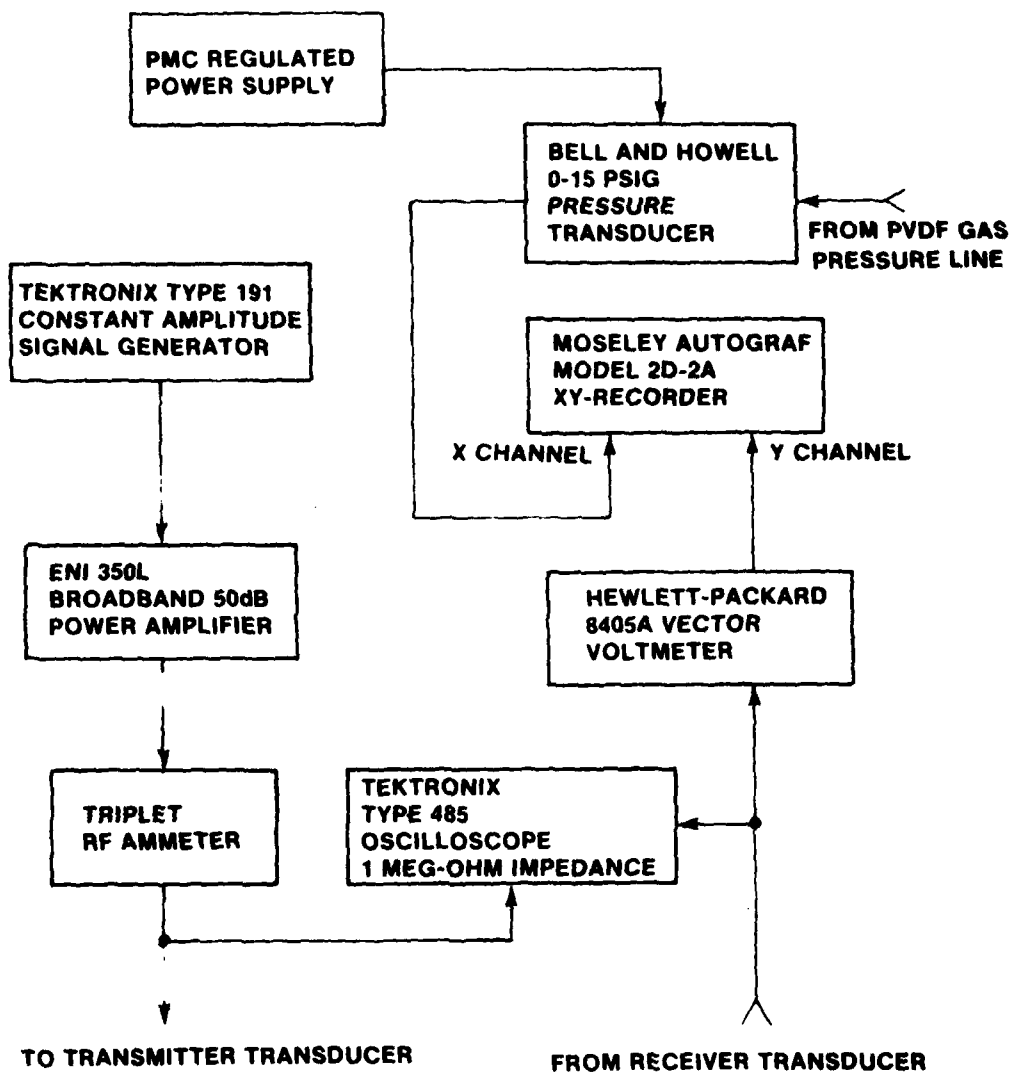 PMC REGULATED
POWER SUPPLY
BELL AND HOWELL
0-15 PSIG
PRESSURE
TRANSDUCER
FROM PVDF GAS
PRESSURE LINE
TEKTRONIX TYPE 191
CONSTANT AMPLITUDE
SIGNAL GENERATOR
MOSELEY AUTOGRAF
MODEL 2D-2A
XY-RECORDER
X CHANNEL
Y CHANNEL
ENI 350L
BROADBAND 50dB
POWER AMPLIFIER
HEWLETT-PACKARD
8405A VECTOR
VOLTMETER
TRIPLET
RF AMMETER
TEKTRONIX
TYPE 485
OSCILLOSCOPE
1 MEG-OHM IMPEDANCE
TO TRANSMITTER TRANSDUCER
FROM RECEIVER TRANSDUCER